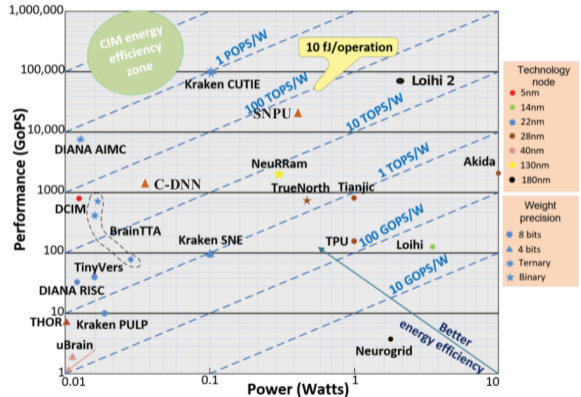 1,000,000
CIM energy
efficiency
zone
1 POPS/W
10 fJ/operation
100,000
Kraken CUTIE
Loihi 2
100 TOPS/W
SNPU
10 TOPS/W
10,000
DIANA AIMC
NeuRRam
1 TOPS/W
Akida
C-DNN
TrueNorth
Tianjic
1000
DCIM
BrainTTA
Kraken SNE
TPU
100 GOPS/W
Loihi
100
TinyVers
DIANA RISC
10 GOPS/W
10
THOR
Kraken PULP
uBrain
Neurogrid
Better
energy efficiency
1
0.01
0.1
1
10
Power (Watts)
Performance (GoPS)
Technology
node
5nm
14nm
22nm
28nm
40nm
130nm
180nm
Weight
precision
8 bits
4 bits
Ternary
Binary